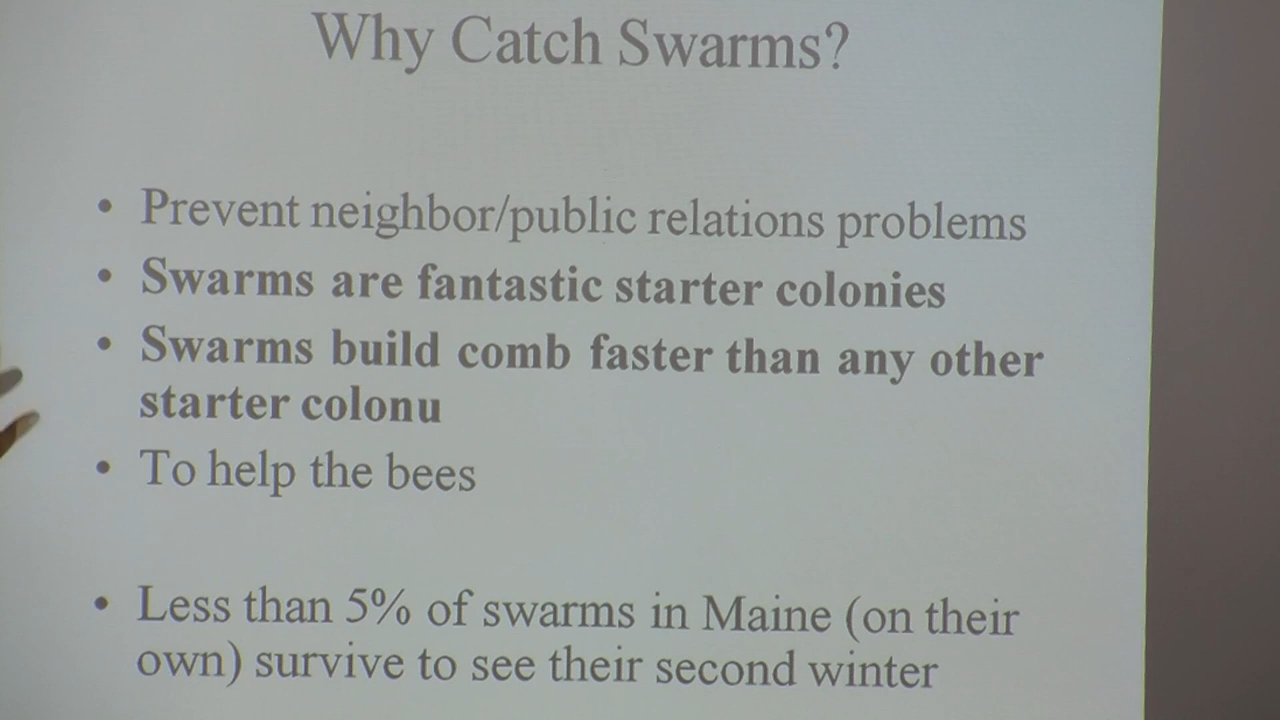 Why Catch Swarms?
• Prevent neighbor/public relations problems
• Swarms are fantastic starter colonies
• Swarms build comb faster than any other
starter colonu
• To help the bees
• Less than 5% of swarms in Maine (on their
own) survive to see their second winter